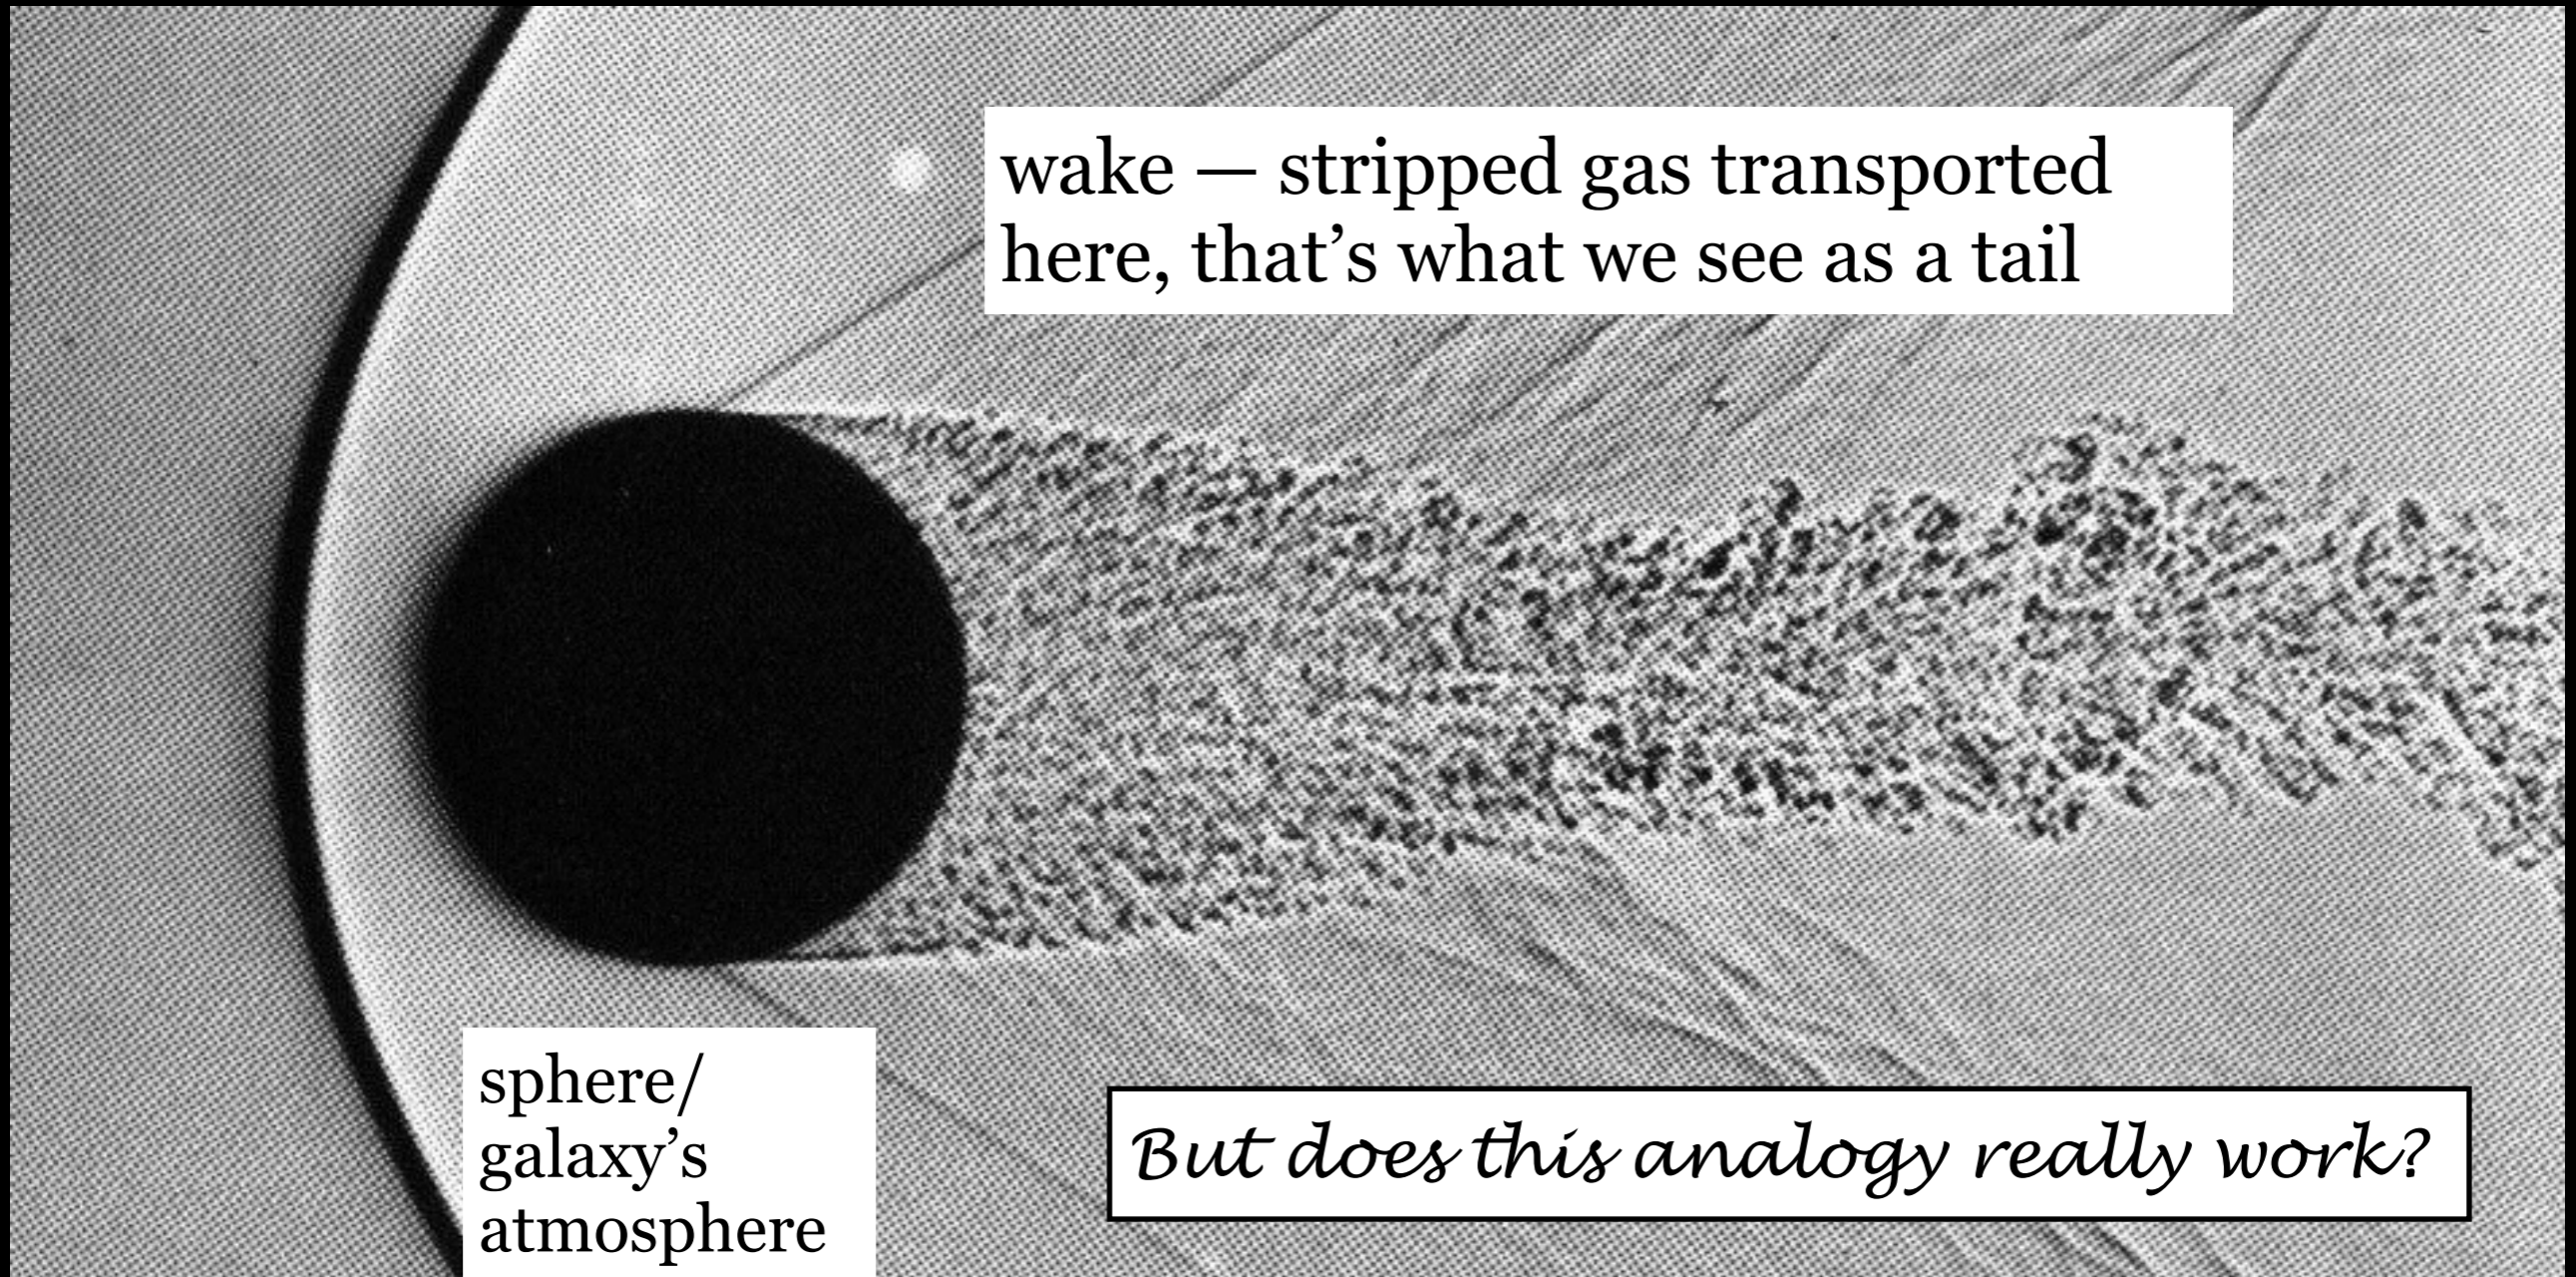 wake — stripped gas transported
here, that’s what we see as a tail
sphere/
galaxy’s
atmosphere
But does this analogy really work?